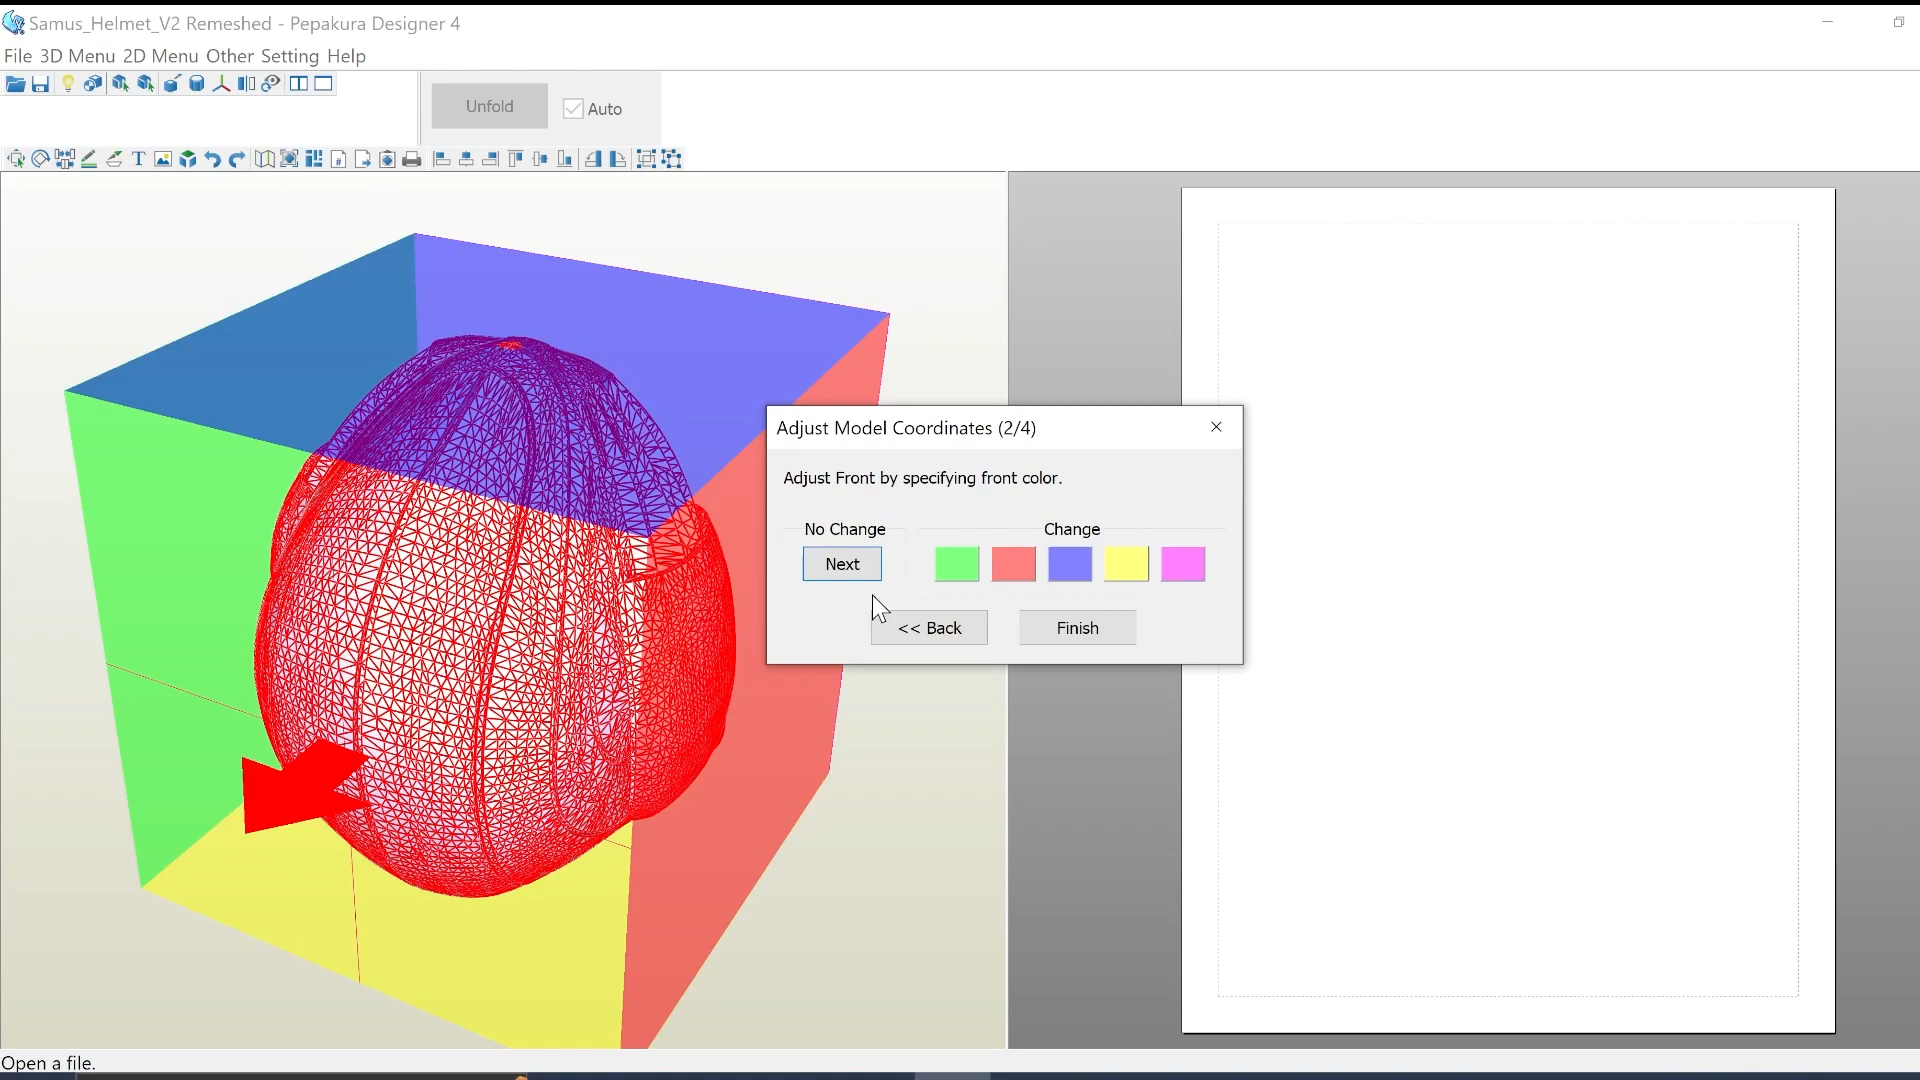 Samus_Helmet_V2 Remeshed - Pepakura Designer 4
File 3D Menu 2D Menu Other Setting Help
Unfold
Auto
Adjust Model Coordinates (2/4)
Adjust Front by specifying front color.
No Change
Change
Next
<< Back
Finish
Open a file.